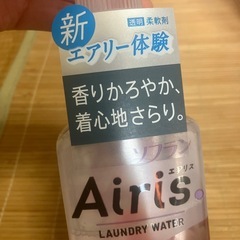 新
エアリー体験
透明 柔軟剤
香りかろやか、
着心地さらり。
ソフラン
エアリス
Airis
LAUNDRY WATER